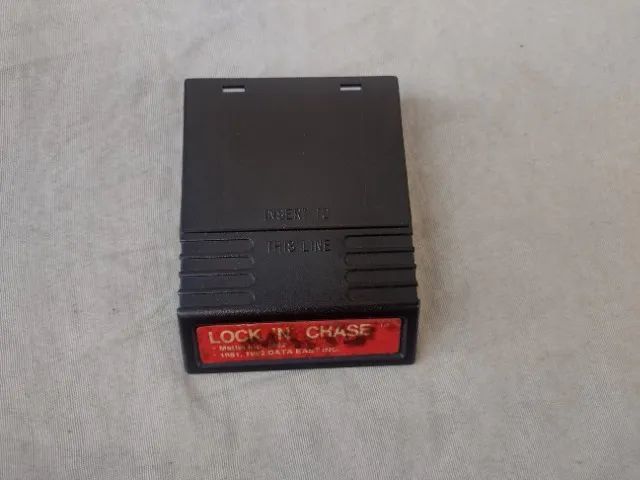 INSERT TO
THIS LINE
LOCK 'N' CHASE
1981, 1982 DATA EAST INC.